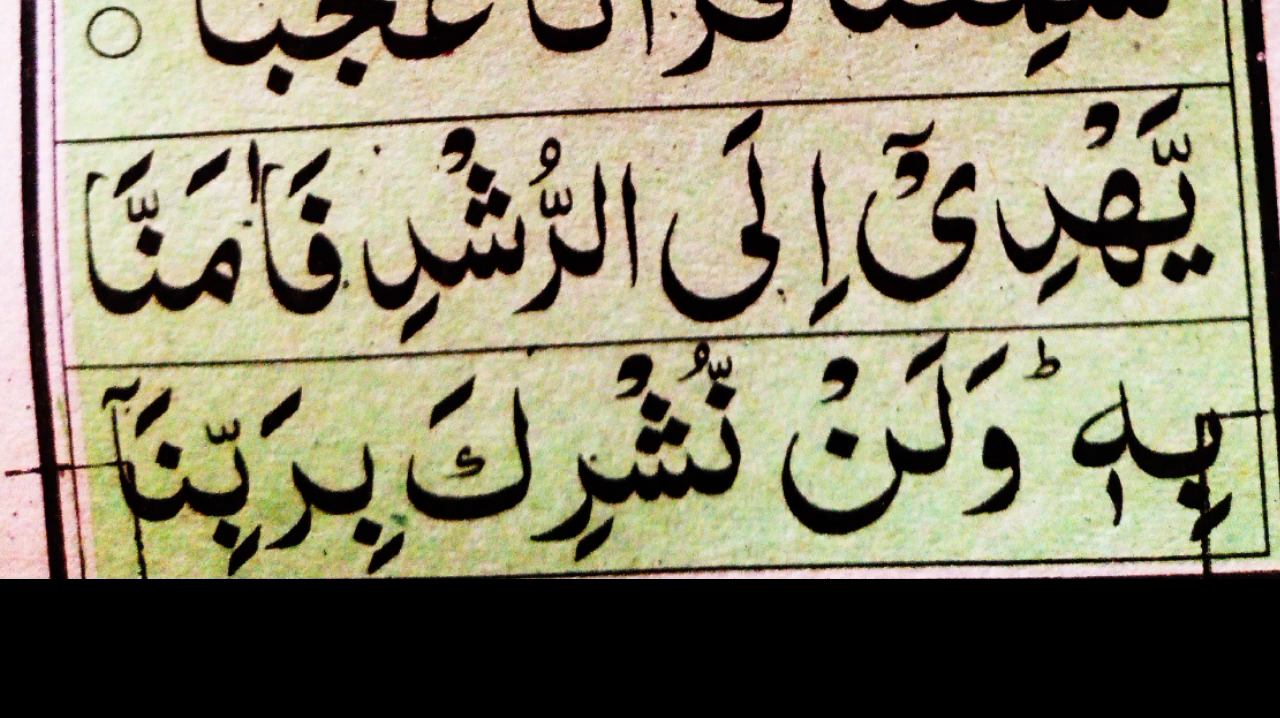 سَمِعْنَا قُرْاٰنًا عَجَبًا ○
يَّهْدِيْۤ اِلَى الرُّشْدِ فَاٰمَنَّا
بِهٖ ؕ وَلَنْ نُّشْرِكَ بِرَبِّنَاۤ